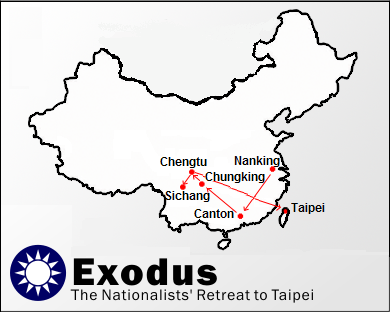 Chengtu
Nanking
Chungking
Sichang
Canton
Taipei
Exodus
The Nationalists' Retreat to Taipei